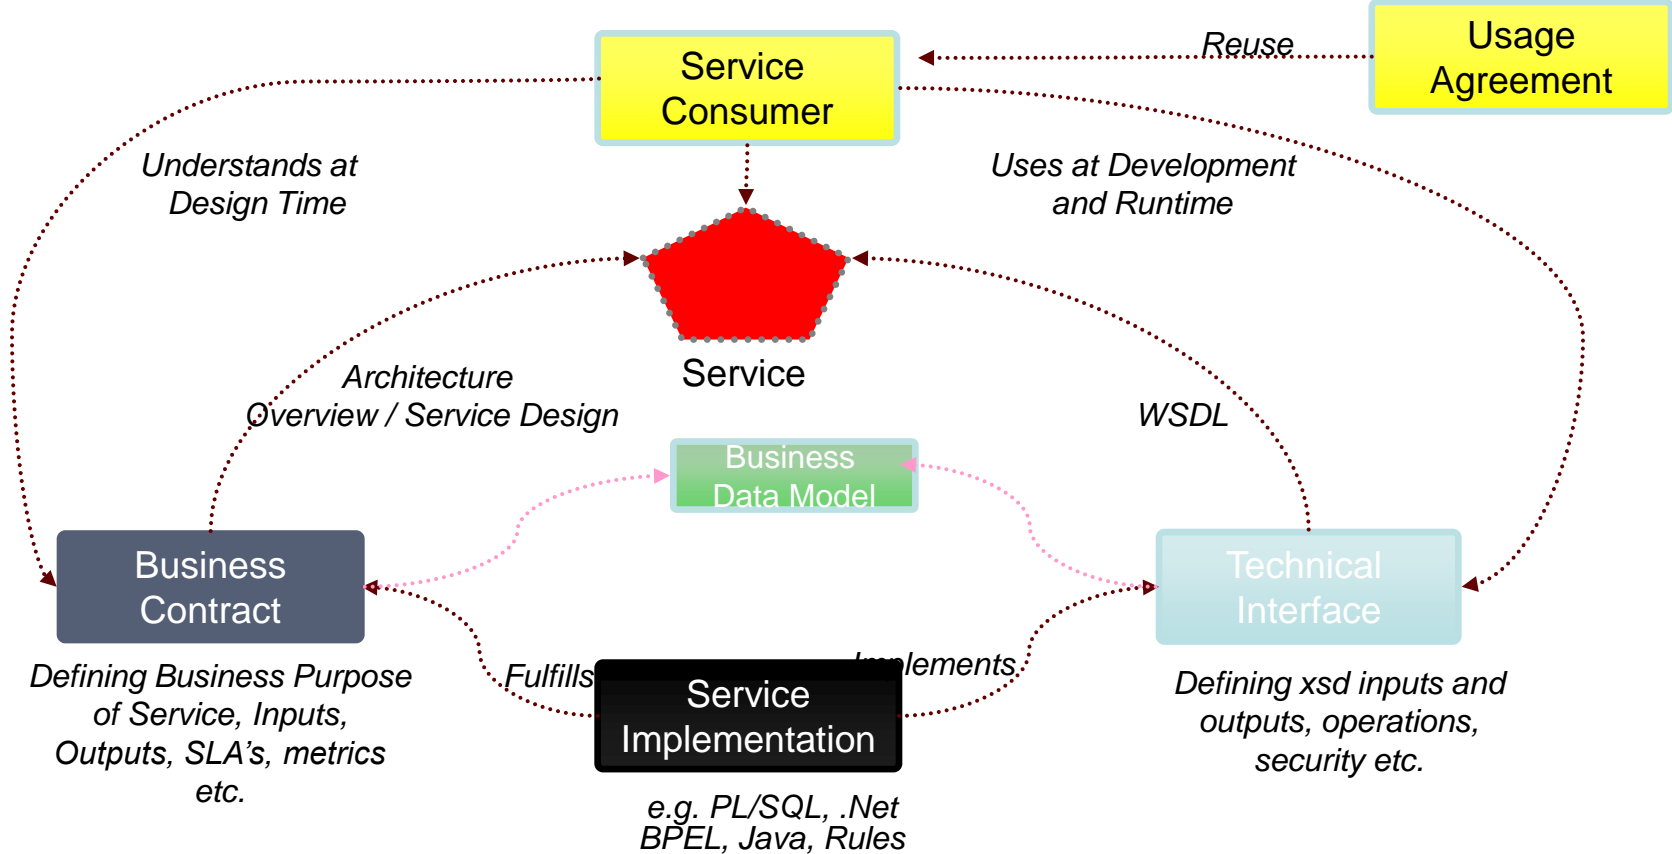 Reuse
Usage
Agreement
Service
Consumer
Understands at
Design Time
Uses at Development
and Runtime
Service
Architecture
Overview / Service Design
WSDL
Business
Data Model
Business
Contract
Technical
Interface
Defining Business Purpose
of Service, Inputs,
Outputs, SLA’s, metrics
etc.
Fulfills
Implements
Service
Implementation
Defining xsd inputs and
outputs, operations,
security etc.
e.g. PL/SQL, .Net
BPEL, Java, Rules